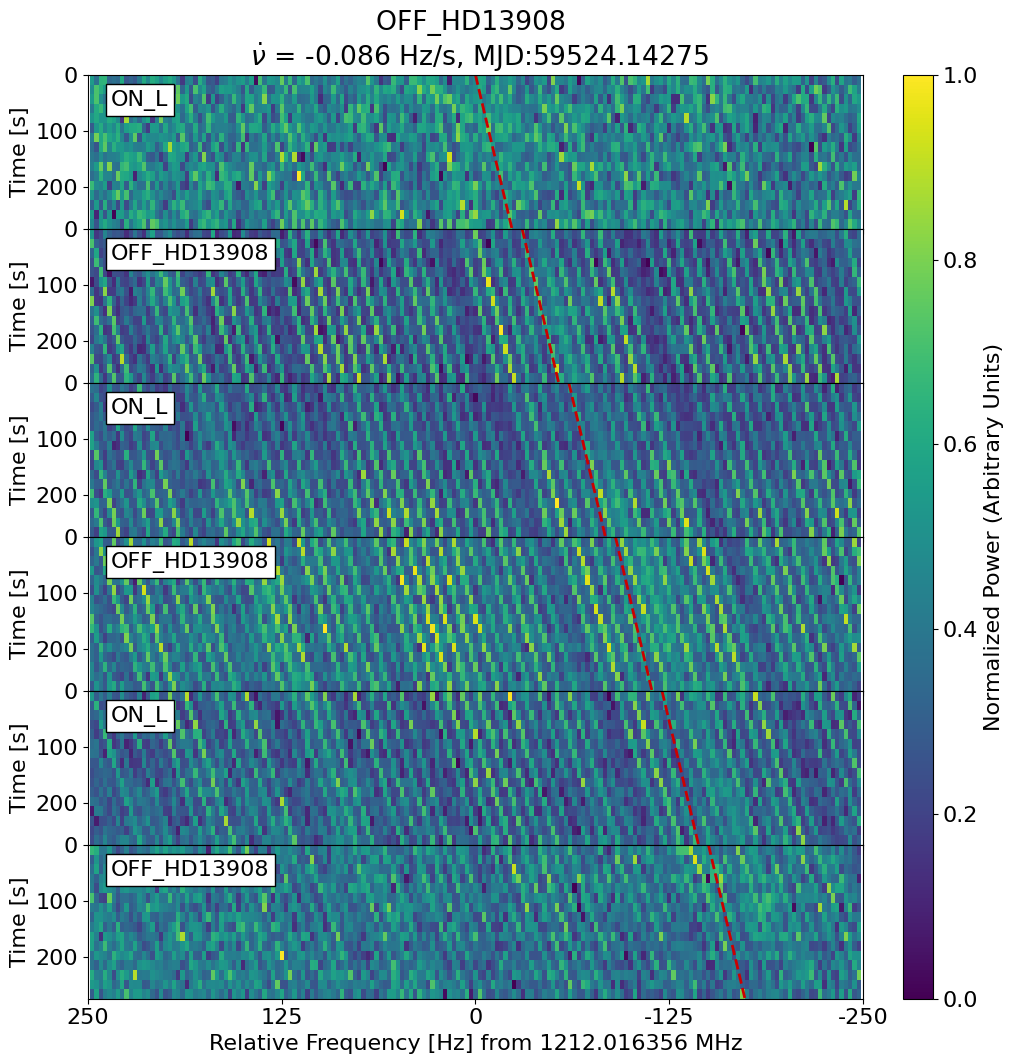 OFF_HD13908
ν̇ = -0.086 Hz/s, MJD:59524.14275
0
100
200
Time [s]
ON_L
0
100
200
Time [s]
OFF_HD13908
0
100
200
Time [s]
ON_L
0
100
200
Time [s]
OFF_HD13908
0
100
200
Time [s]
ON_L
0
100
200
Time [s]
OFF_HD13908
250 125 0 -125 -250
Relative Frequency [Hz] from 1212.016356 MHz
1.0
0.8
0.6
0.4
0.2
0.0
Normalized Power (Arbitrary Units)